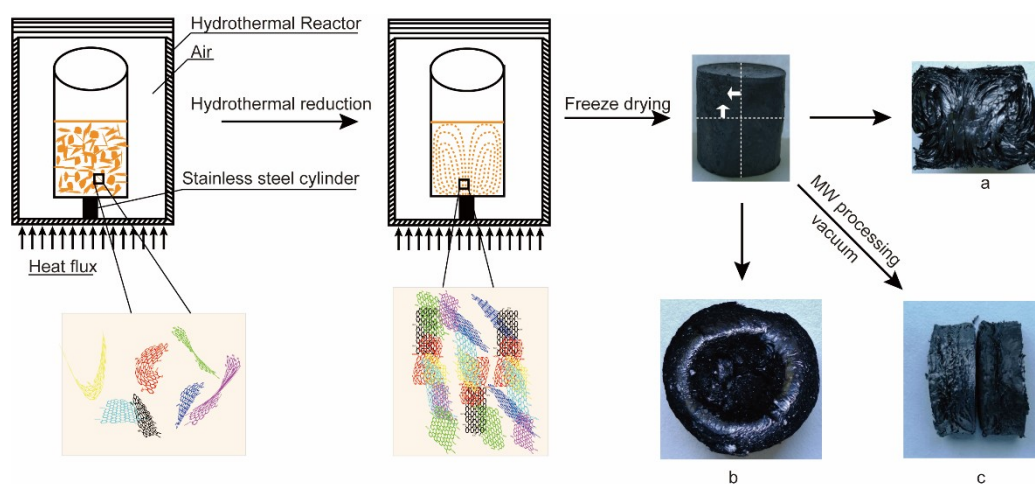 Hydrothermal Reactor
Air
Hydrothermal reduction
Stainless steel cylinder
Heat flux
Freeze drying
MW processing
vacuum
a
b
c